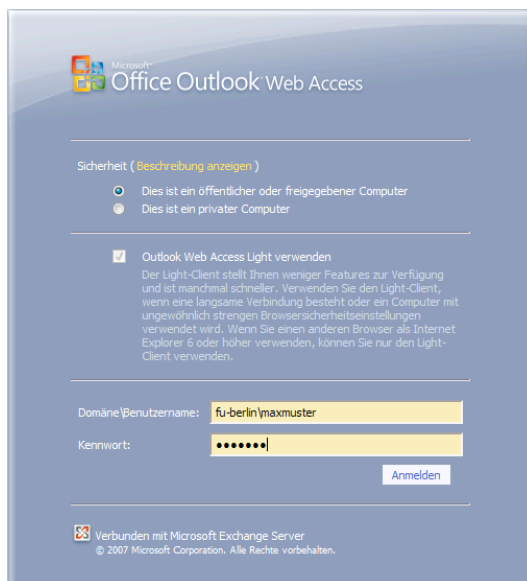 Microsoft®
Office Outlook® Web Access
Sicherheit ( Beschreibung anzeigen )
Dies ist ein öffentlicher oder freigegebener Computer
Dies ist ein privater Computer
Outlook Web Access Light verwenden
Der Light-Client stellt Ihnen weniger Features zur Verfügung
und ist manchmal schneller. Verwenden Sie den Light-Client,
wenn eine langsame Verbindung besteht oder ein Computer mit
ungewöhnlich strengen Browsersicherheitseinstellungen
verwendet wird. Wenn Sie einen anderen Browser als Internet
Explorer 6 oder höher verwenden, können Sie nur den Light-
Client verwenden.
Domäne\Benutzername: fu-berlin\maxmuster
Kennwort: •••••••
Anmelden
Verbunden mit Microsoft Exchange Server
© 2007 Microsoft Corporation. Alle Rechte vorbehalten.